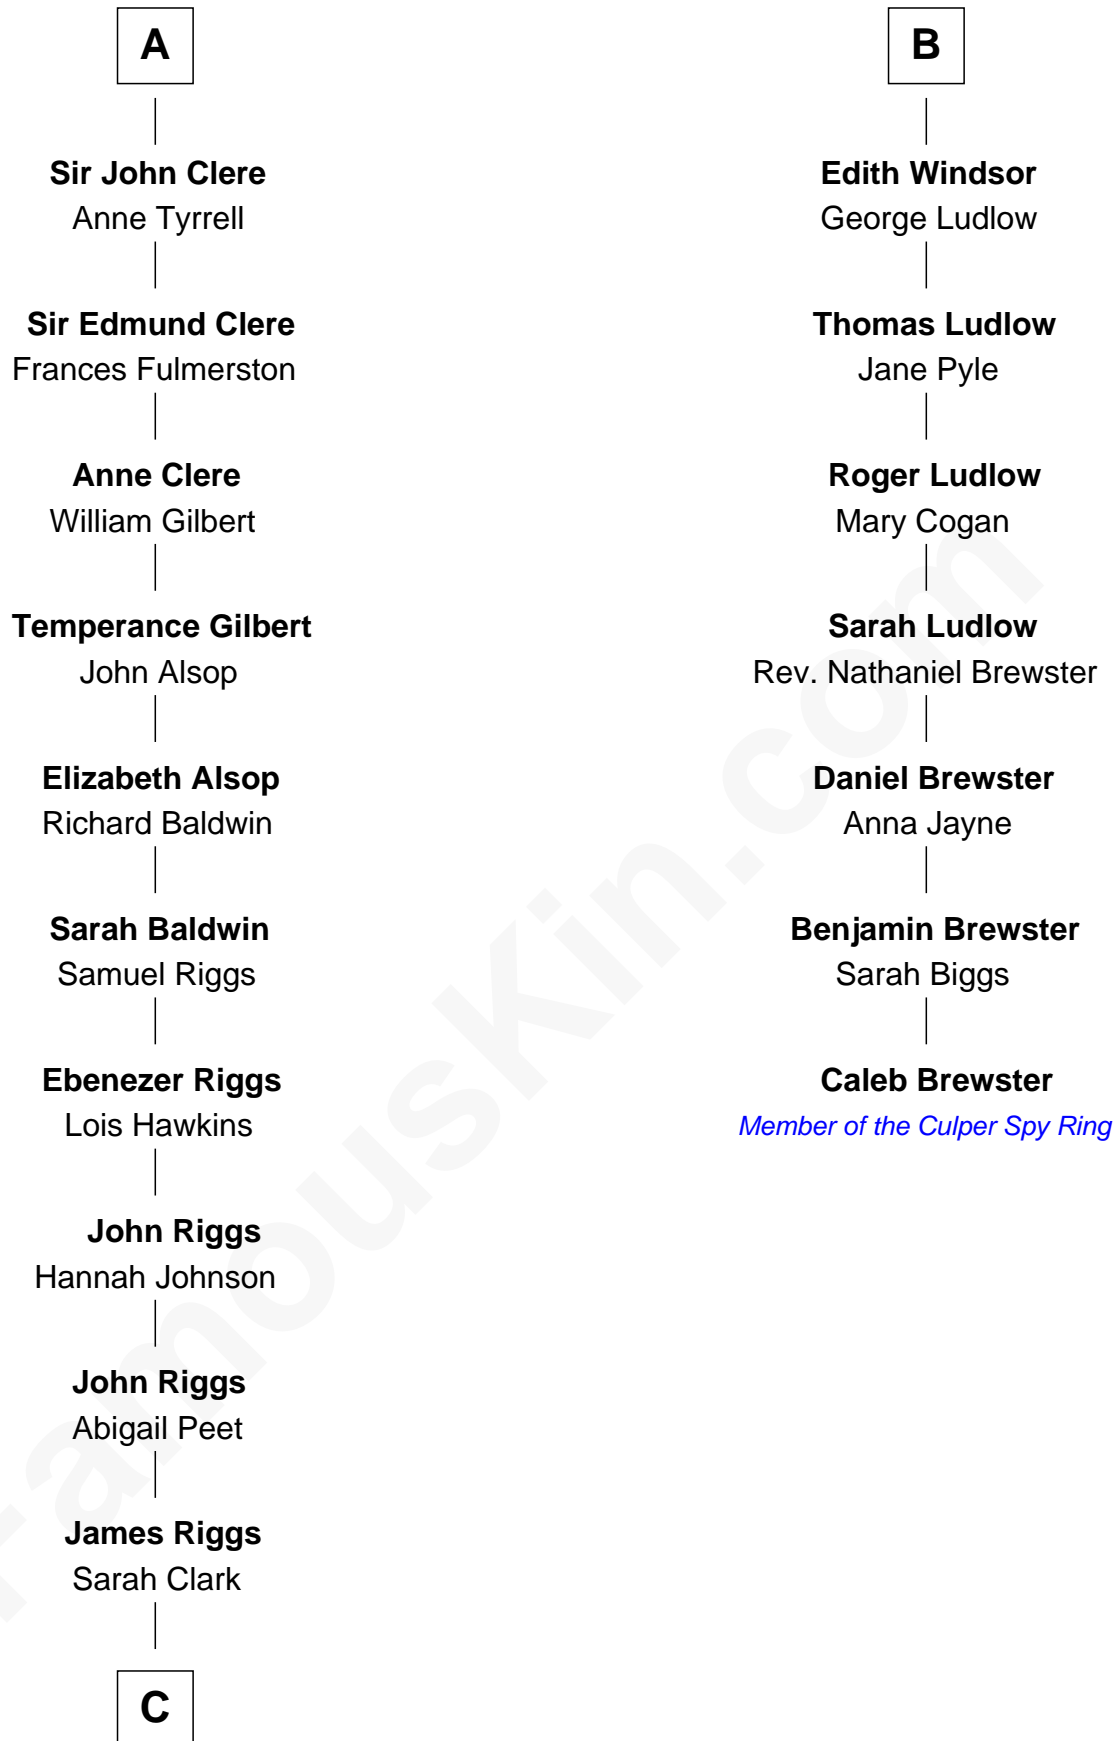 A
Sir John Clere
Anne Tyrrell
Sir Edmund Clere
Frances Fulmerston
Anne Clere
William Gilbert
Temperance Gilbert
John Alsop
Elizabeth Alsop
Richard Baldwin
Sarah Baldwin
Samuel Riggs
Ebenezer Riggs
Lois Hawkins
John Riggs
Hannah Johnson
John Riggs
Abigail Peet
James Riggs
Sarah Clark
C
B
Edith Windsor
George Ludlow
Thomas Ludlow
Jane Pyle
Roger Ludlow
Mary Cogan
Sarah Ludlow
Rev. Nathaniel Brewster
Daniel Brewster
Anna Jayne
Benjamin Brewster
Sarah Biggs
Caleb Brewster
Member of the Culper Spy Ring
FamousKin.com